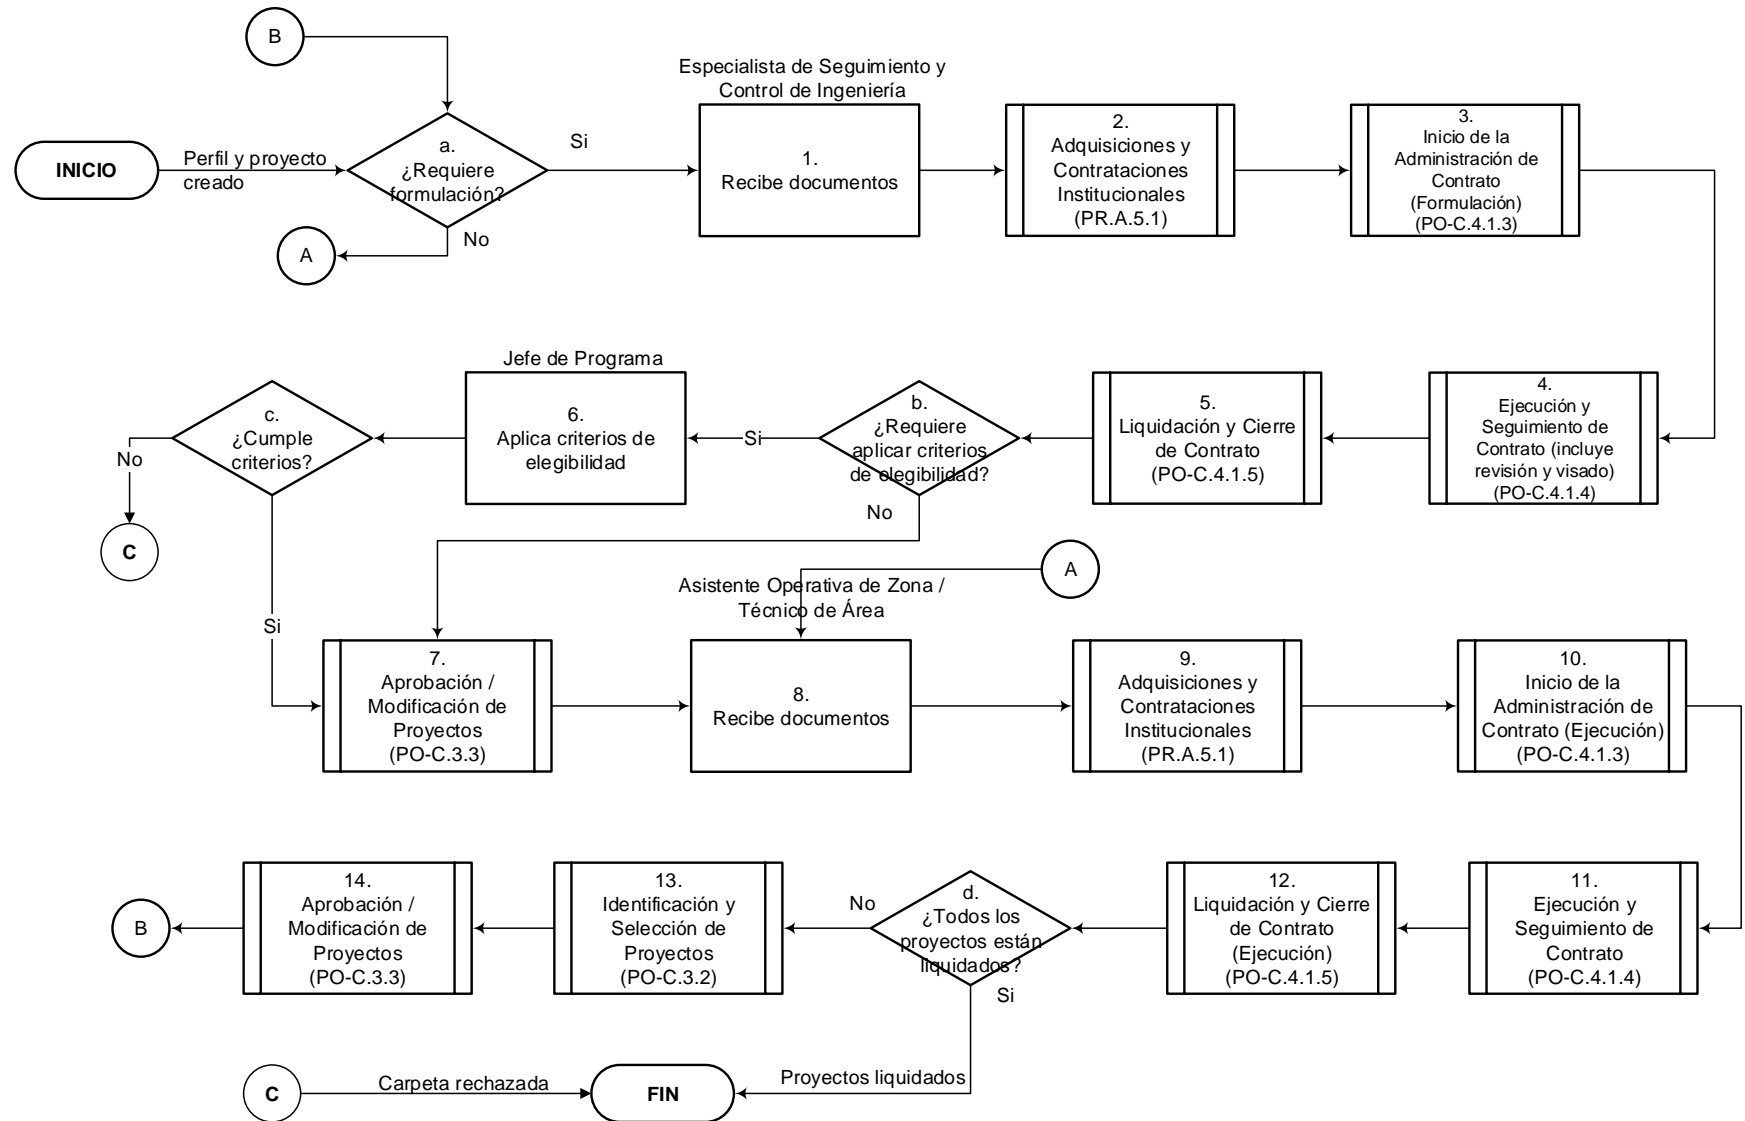 B
INICIO
Perfil y proyecto
creado
a.
¿Requiere
formulación?
Si
No
A
Especialista de Seguimiento y
Control de Ingeniería
1.
Recibe documentos
2.
Adquisiciones y
Contrataciones
Institucionales
(PR.A.5.1)
3.
Inicio de la
Administración de
Contrato
(Formulación)
(PO-C.4.1.3)
4.
Ejecución y
Seguimiento de
Contrato (incluye
revisión y visado)
(PO-C.4.1.4)
5.
Liquidación y Cierre
de Contrato
(PO-C.4.1.5)
b.
¿Requiere
aplicar criterios
de elegibilidad?
Si
No
Jefe de Programa
6.
Aplica criterios de
elegibilidad
c.
¿Cumple
criterios?
No
C
Si
7.
Aprobación /
Modificación de
Proyectos
(PO-C.3.3)
A
Asistente Operativa de Zona /
Técnico de Área
8.
Recibe documentos
9.
Adquisiciones y
Contrataciones
Institucionales
(PR.A.5.1)
10.
Inicio de la
Administración de
Contrato (Ejecución)
(PO-C.4.1.3)
11.
Ejecución y
Seguimiento de
Contrato
(PO-C.4.1.4)
12.
Liquidación y Cierre
de Contrato
(Ejecución)
(PO-C.4.1.5)
d.
¿Todos los
proyectos están
liquidados?
No
Si
13.
Identificación y
Selección de
Proyectos
(PO-C.3.2)
14.
Aprobación /
Modificación de
Proyectos
(PO-C.3.3)
B
C
Carpeta rechazada
FIN
Proyectos liquidados